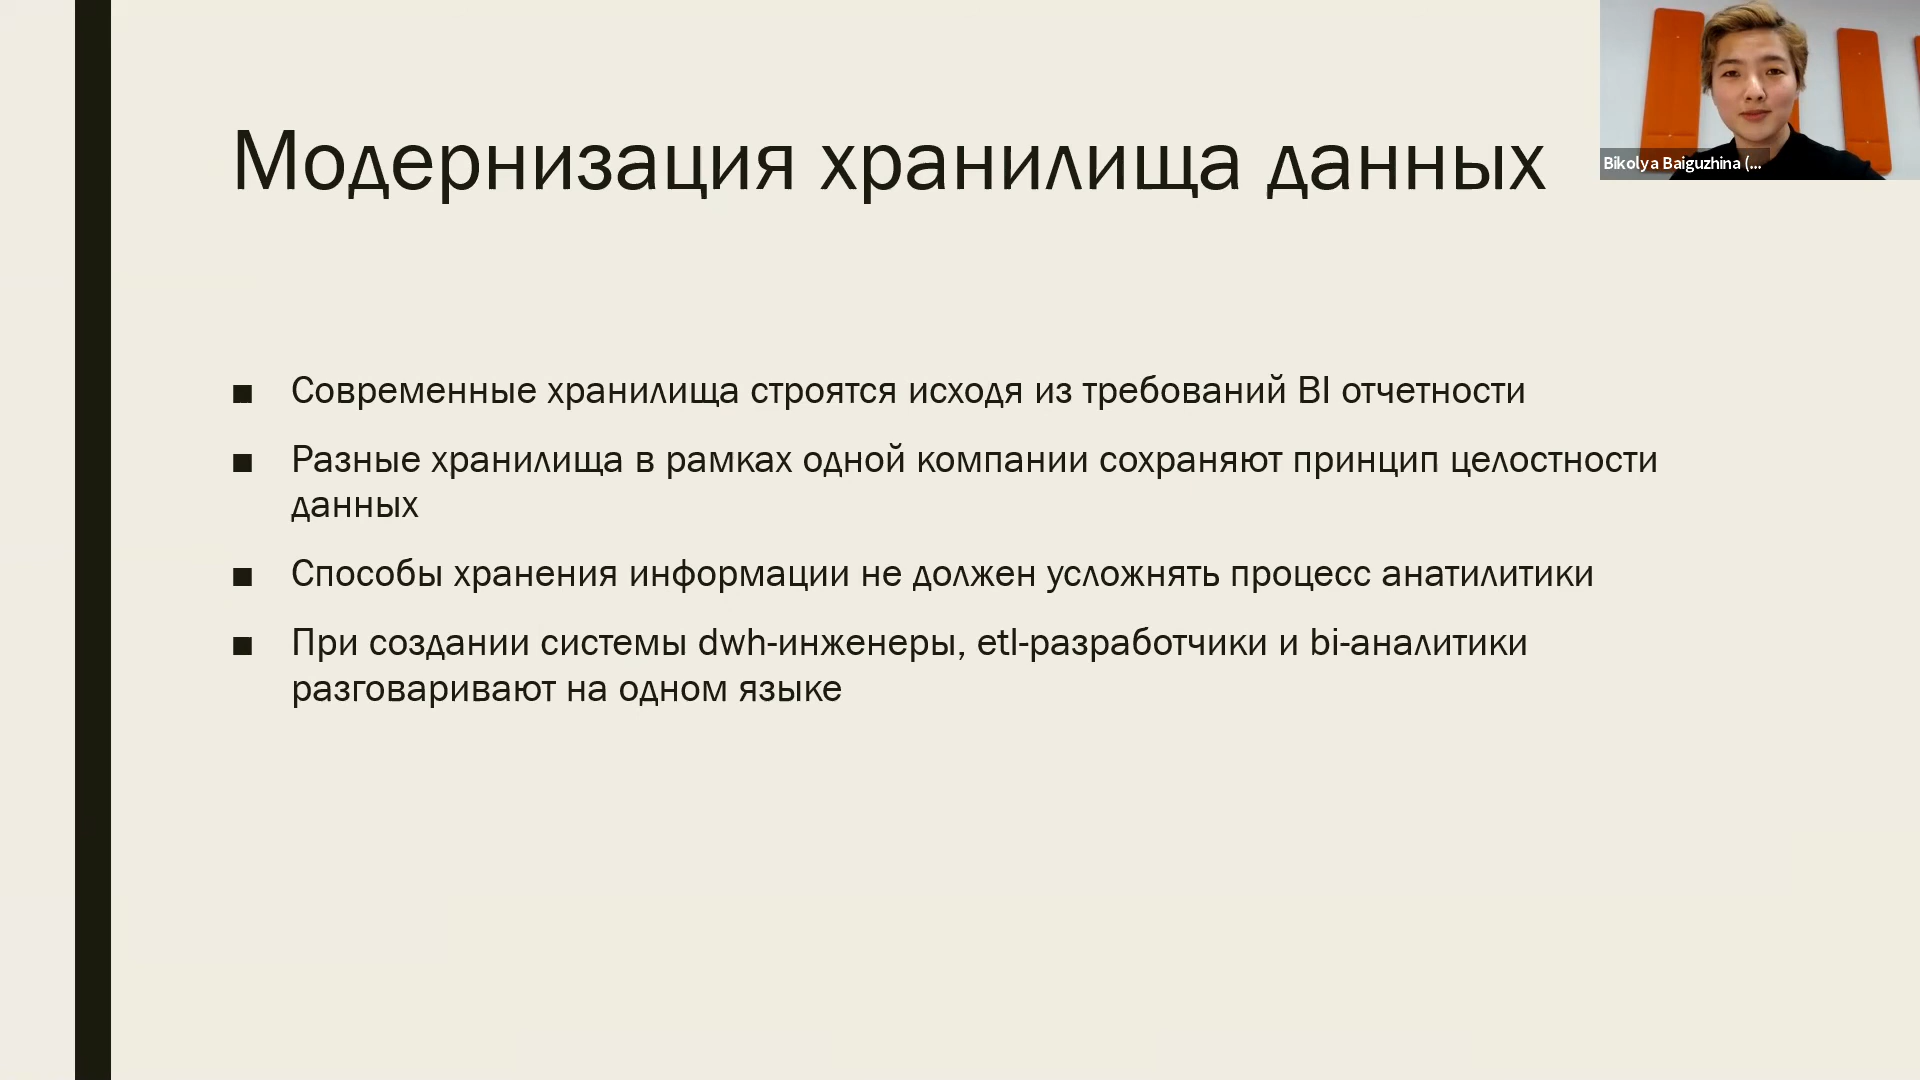 Модернизация хранилища данных
Bikolya Baiguzhina (...
■ Современные хранилища строятся исходя из требований BI отчетности
■ Разные хранилища в рамках одной компании сохраняют принцип целостности
данных
■ Способы хранения информации не должен усложнять процесс анатилитики
■ При создании системы dwh-инженеры, etl-разработчики и bi-аналитики
разговаривают на одном языке